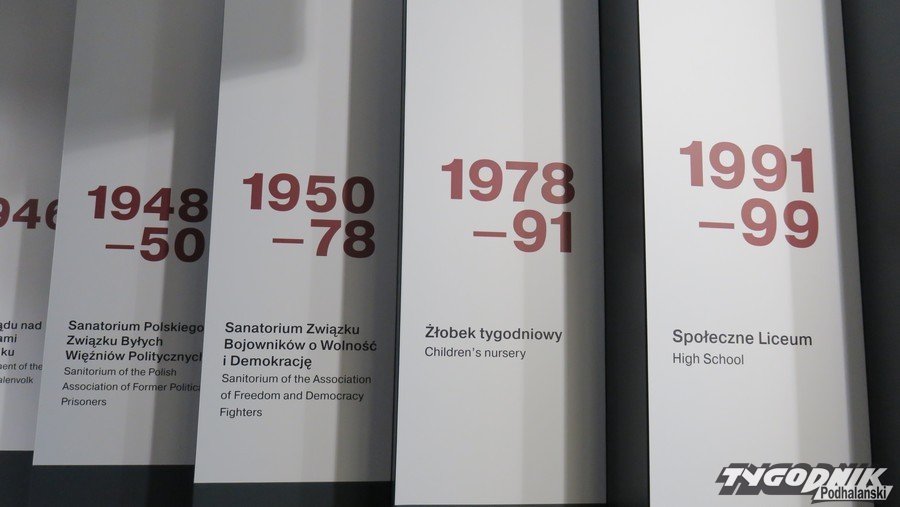 1948
–50
Sanatorium Polskiego
Związku Byłych
Więźniów Politycznych
Sanitorium of the Polish
Association of Former
Prisoners
1950
–78
Sanatorium Związku
Bojowników o Wolność
i Demokrację
Sanitorium of the Association
of Freedom and Democracy
Fighters
1978
–91
Żłobek tygodniowy
Children's nursery
1991
–99
Społeczne Liceum
High School
TYGODNIK
Podhalański